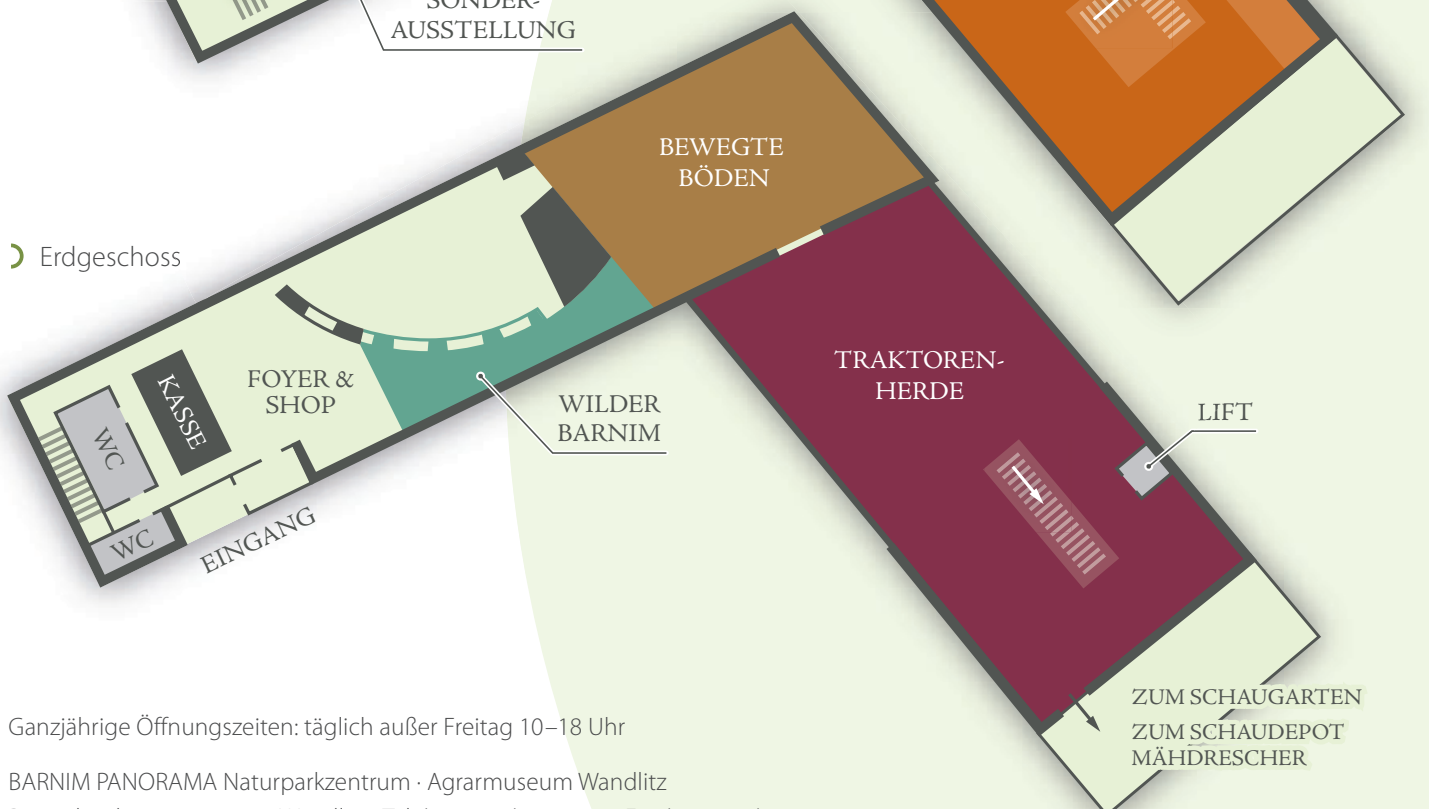 SONDER-
AUSSTELLUNG
BEWEGTE
BÖDEN
Erdgeschoss
TRAKTOREN-
HERDE
FOYER &
SHOP
KASSE
WC
WILDER
BARNIM
LIFT
WC
EINGANG
ZUM SCHAUGARTEN
ZUM SCHAUDEPOT
MÄHDRESCHER
Ganzjährige Öffnungszeiten: täglich außer Freitag 10–18 Uhr
BARNIM PANORAMA Naturparkzentrum · Agrarmuseum Wandlitz